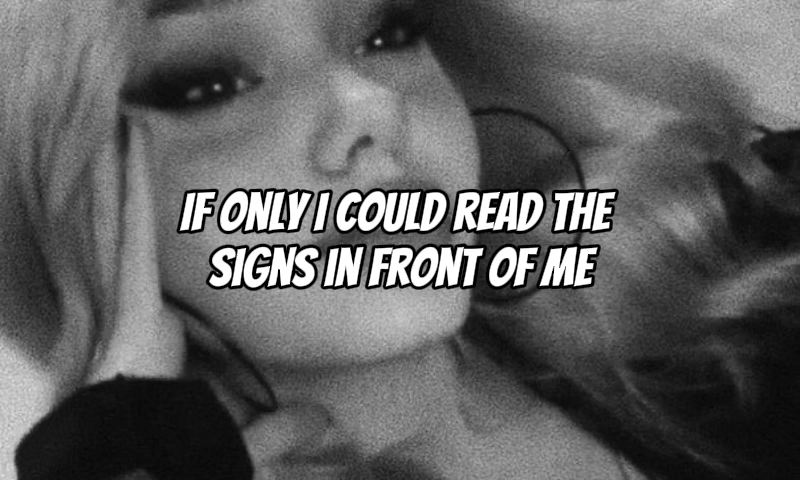 IF ONLY I COULD READ THE
SIGNS IN FRONT OF ME